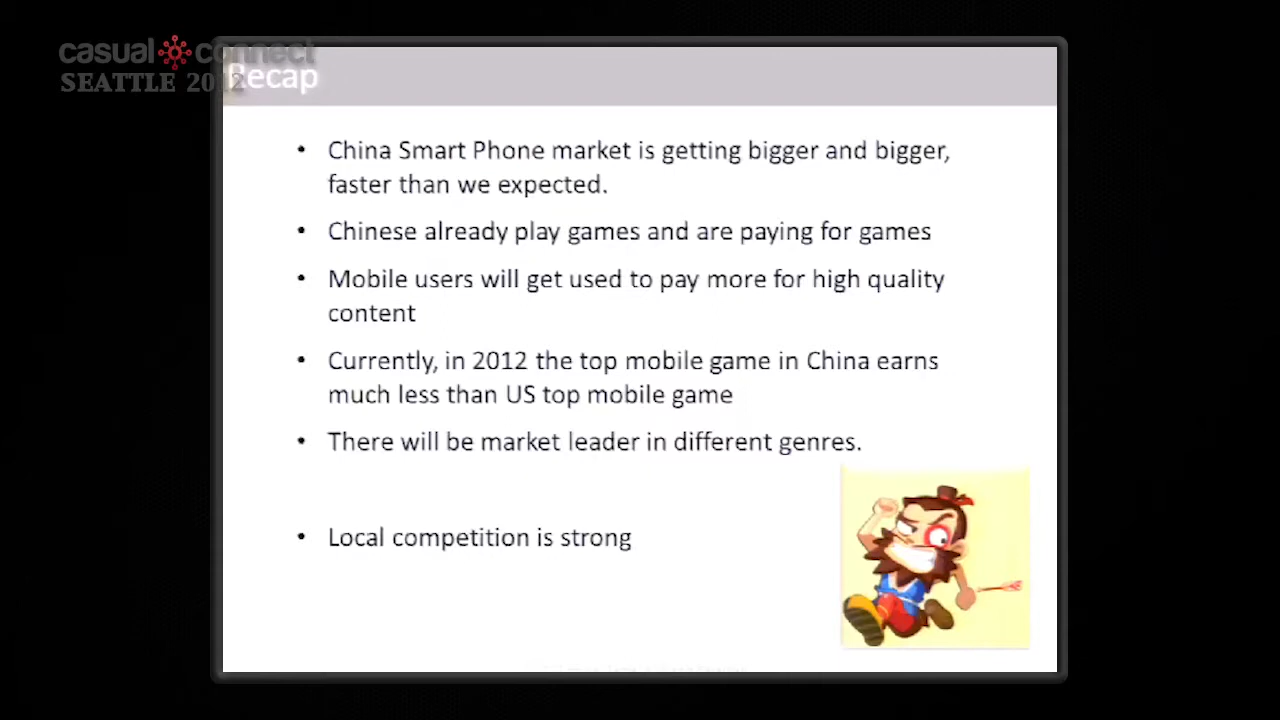 casual connect
SEATTLE 2012
Recap
• China Smart Phone market is getting bigger and bigger,
faster than we expected.
• Chinese already play games and are paying for games
• Mobile users will get used to pay more for high quality
content
• Currently, in 2012 the top mobile game in China earns
much less than US top mobile game
• There will be market leader in different genres.
• Local competition is strong